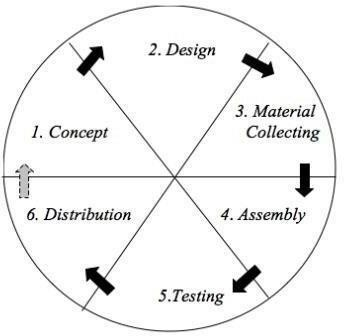 1. Concept
2. Design
3. Material
Collecting
4. Assembly
5.Testing
6. Distribution